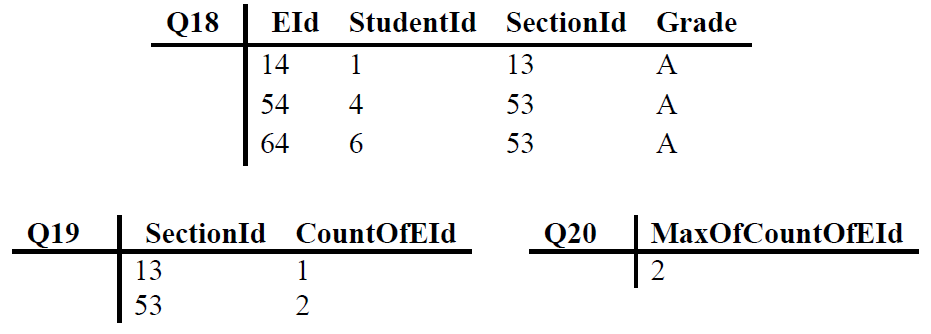 Q18 EId StudentId SectionId Grade
14 1 13 A
54 4 53 A
64 6 53 A
Q19 SectionId CountOfEId
13 1
53 2
Q20 MaxOfCountOfEId
2